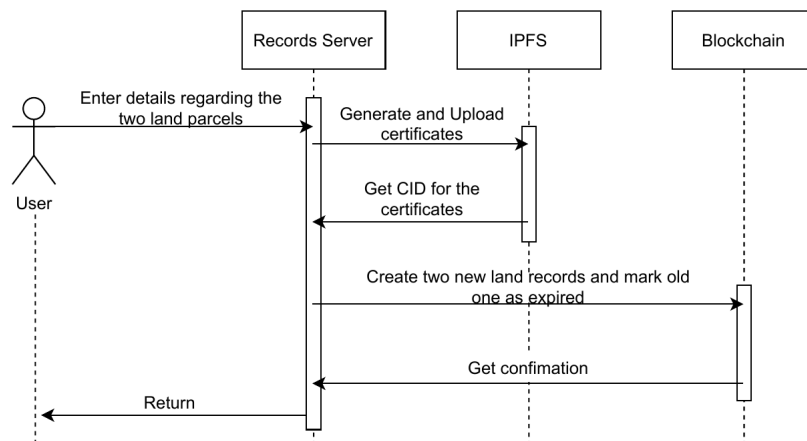 Records Server
IPFS
Blockchain
Enter details regarding the
two land parcels
Generate and Upload
certificates
User
Get CID for the
certificates
Create two new land records and mark old
one as expired
Get confimation
Return